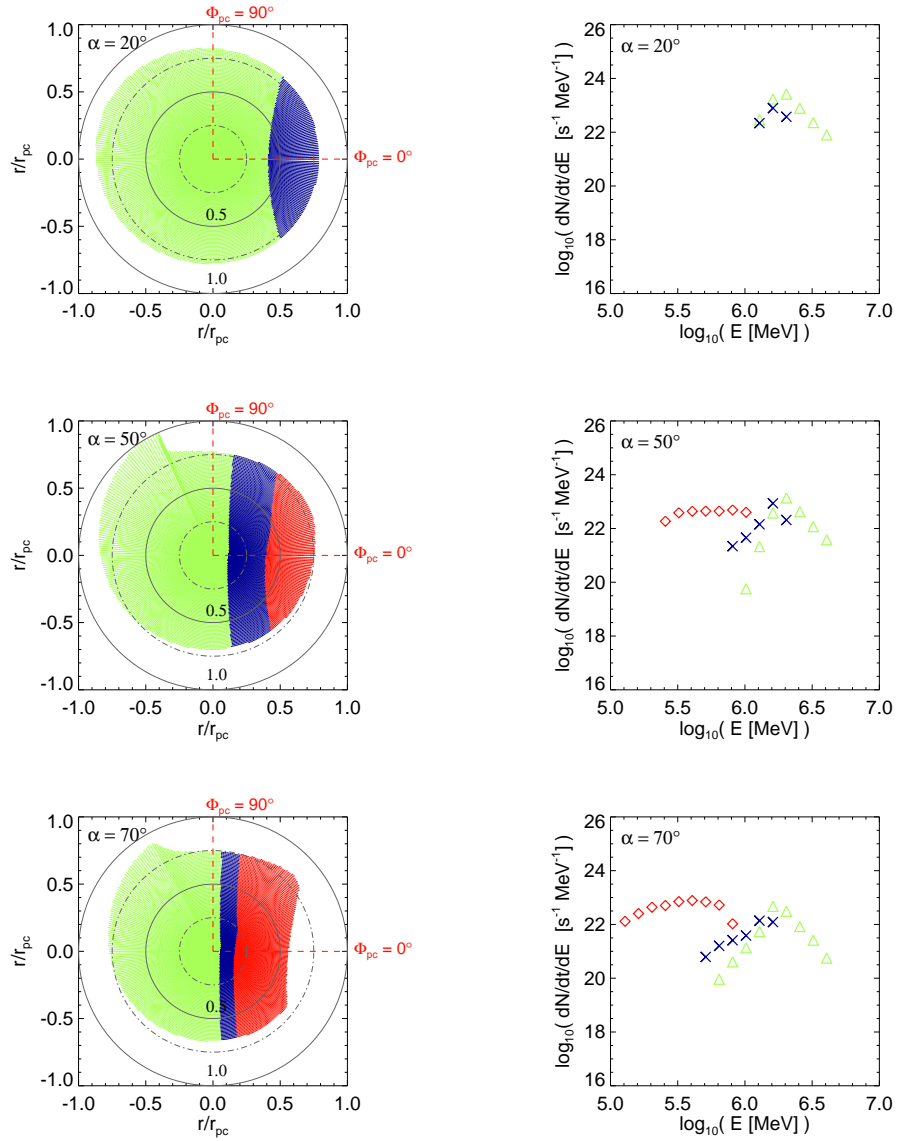 Φpc = 90°
1.0
α = 20°
0.5
0.0
-0.5
-1.0
r/rpc
0.5
1.0
Φpc = 0°
-1.0 -0.5 0.0 0.5 1.0
r/rpc
26
24
22
20
18
16
α = 20°
log10( dN/dt/dE [s-1 MeV-1] )
5.0 5.5 6.0 6.5 7.0
log10( E [MeV] )
Φpc = 90°
1.0
α = 50°
0.5
0.0
-0.5
-1.0
r/rpc
0.5
1.0
Φpc = 0°
-1.0 -0.5 0.0 0.5 1.0
r/rpc
26
24
22
20
18
16
α = 50°
log10( dN/dt/dE [s-1 MeV-1] )
5.0 5.5 6.0 6.5 7.0
log10( E [MeV] )
Φpc = 90°
1.0
α = 70°
0.5
0.0
-0.5
-1.0
r/rpc
0.5
1.0
Φpc = 0°
-1.0 -0.5 0.0 0.5 1.0
r/rpc
26
24
22
20
18
16
α = 70°
log10( dN/dt/dE [s-1 MeV-1] )
5.0 5.5 6.0 6.5 7.0
log10( E [MeV] )